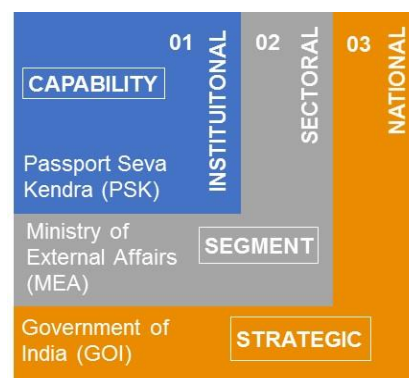 01
INSTITUITONAL
02
SECTORAL
03
NATIONAL
CAPABILITY
Passport Seva
Kendra (PSK)
Ministry of
External Affairs
(MEA)
SEGMENT
Government of
India (GOI)
STRATEGIC